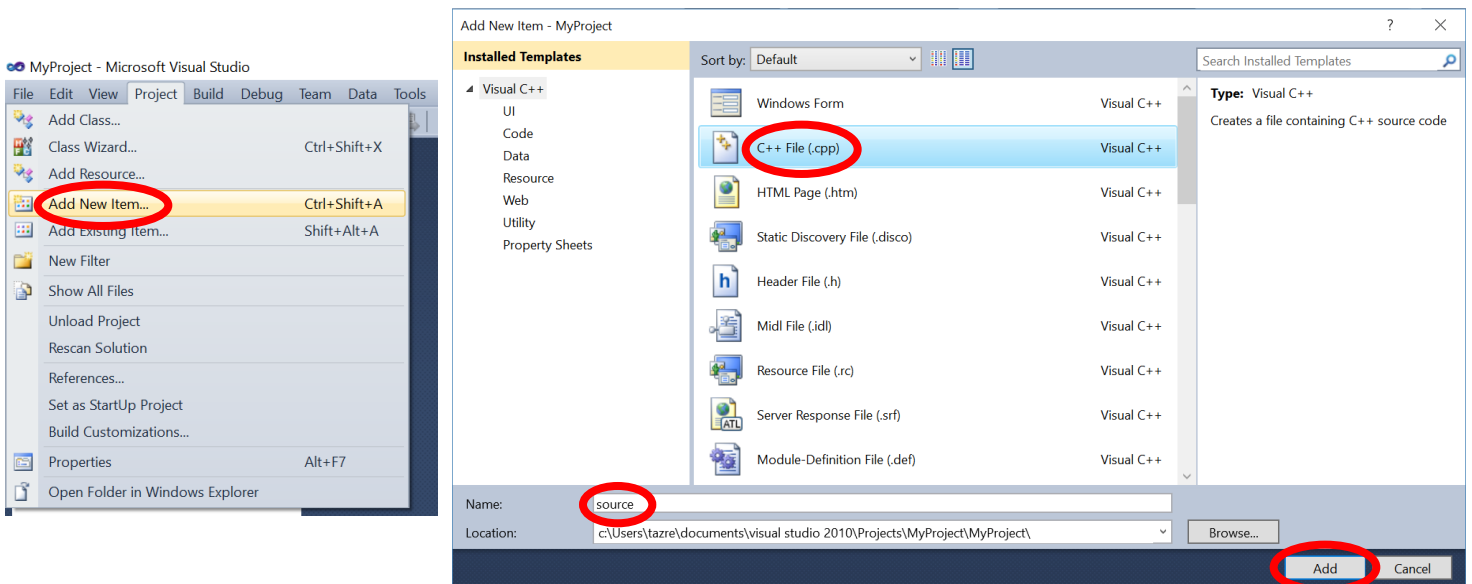 MyProject - Microsoft Visual Studio
File Edit View Project Build Debug Team Data Tools
Add Class...
Class Wizard... Ctrl+Shift+X
Add Resource...
Add New Item... Ctrl+Shift+A
Add Existing Item... Shift+Alt+A
New Filter
Show All Files
Unload Project
Rescan Solution
References...
Set as StartUp Project
Build Customizations...
Properties Alt+F7
Open Folder in Windows Explorer
Add New Item - MyProject
Installed Templates
Visual C++
UI
Code
Data
Resource
Web
Utility
Property Sheets
Sort by: Default
Windows Form Visual C++
C++ File (.cpp) Visual C++
HTML Page (.htm) Visual C++
Static Discovery File (.disco) Visual C++
h Header File (.h) Visual C++
Midl File (.idl) Visual C++
Resource File (.rc) Visual C++
ATL Server Response File (.srf) Visual C++
Module-Definition File (.def) Visual C++
Search Installed Templates
Type: Visual C++
Creates a file containing C++ source code
Name: source
Location: c:\Users\tazre\documents\visual studio 2010\Projects\MyProject\MyProject\
Browse...
Add Cancel